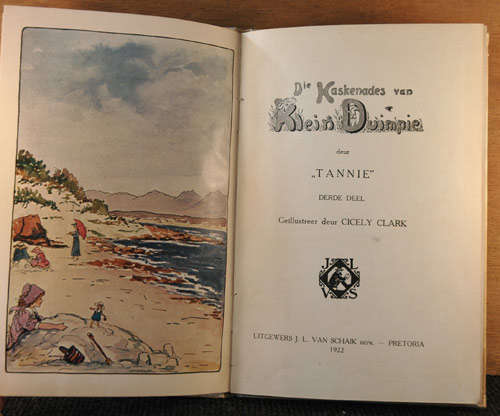 Die Kaskenades van
Klein Duimpie
deur
„TANNIE”
DERDE DEEL
Geïllustreer deur CICELY CLARK
J L
V S
UITGEWERS J. L. VAN SCHAIK BEPK. — PRETORIA
1922